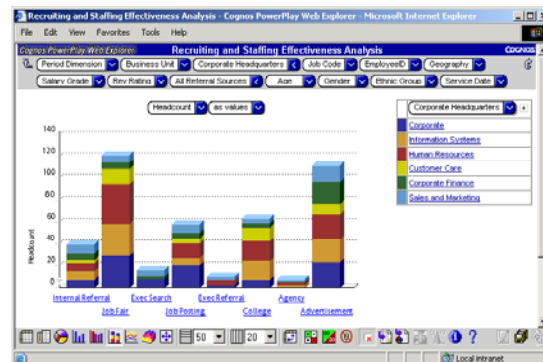 Recruiting and Staffing Effectiveness Analysis - Cognos PowerPlay Web Explorer - Microsoft Internet Explorer
File Edit View Favorites Tools Help
Cognos PowerPlay Web Explorer Recruiting and Staffing Effectiveness Analysis COGNOS
Period Dimension Business Unit Corporate Headquarters Job Code EmployeeID Geography
Salary Grade Rev Rating All Referral Sources Age Gender Ethnic Group Service Date
Headcount as values Corporate Headquarters
Corporate
Information Systems
Human Resources
Customer Care
Corporate Finance
Sales and Marketing
140
120
100
80
60
40
20
0
Headcount
Internal Referral Exec Search Exec Referral Agency
Job Fair Job Posting College Advertisement
50 20
Local intranet